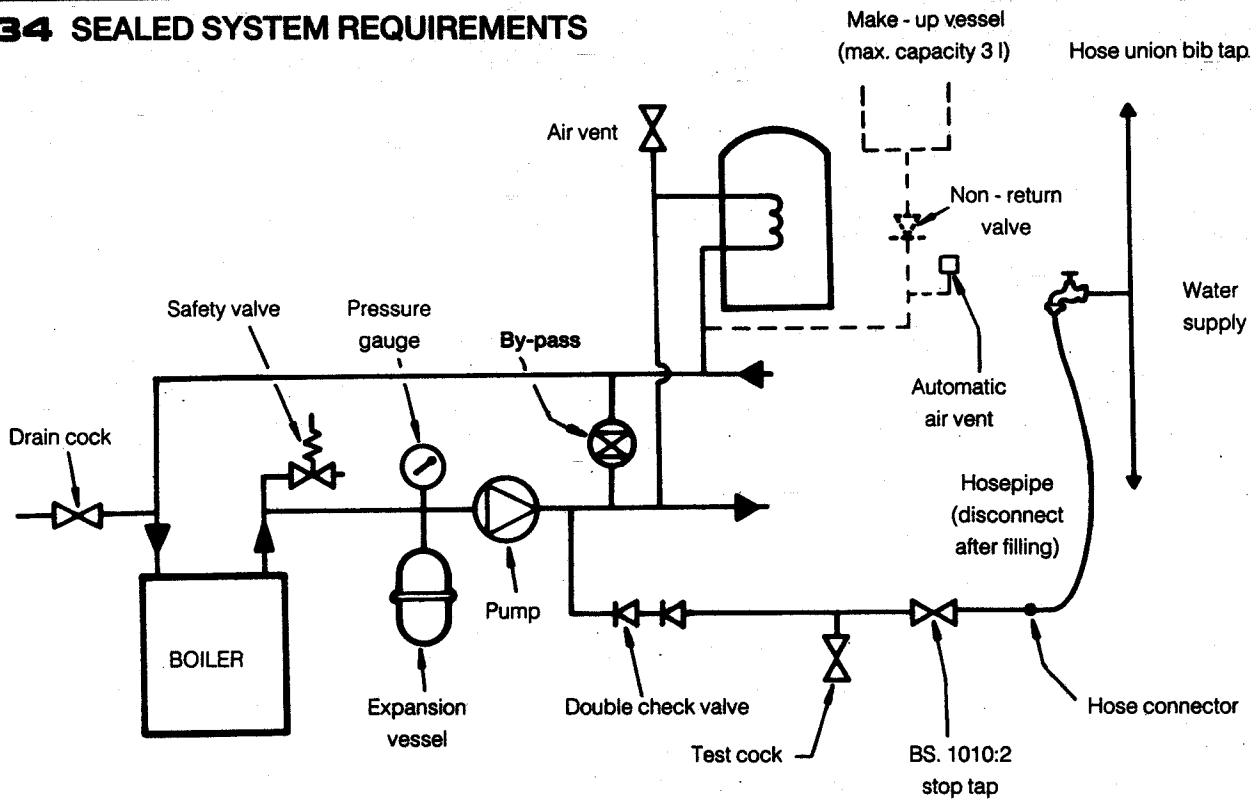 34 SEALED SYSTEM REQUIREMENTS
Make - up vessel
(max. capacity 3 l)
Hose union bib tap
Air vent
Non - return
valve
Safety valve
Pressure
gauge
By-pass
Water
supply
Automatic
air vent
Drain cock
Hosepipe
(disconnect
after filling)
Pump
BOILER
Expansion
vessel
Double check valve
Hose connector
Test cock
BS. 1010:2
stop tap